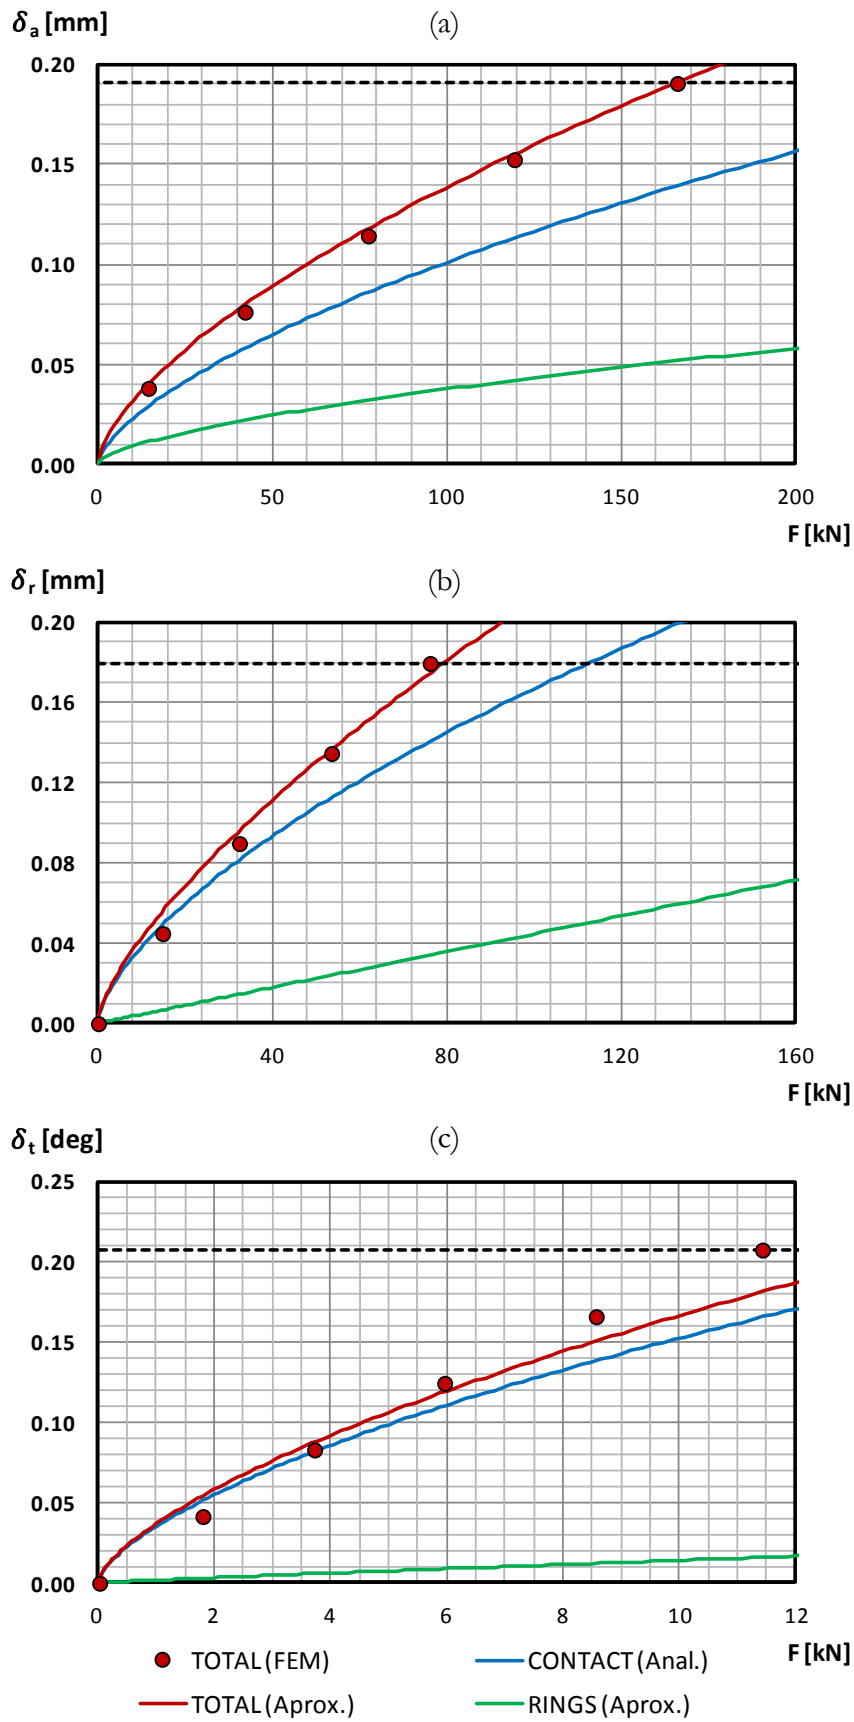 δa [mm] (a)
0.20
0.15
0.10
0.05
0.00
0 50 100 150 200
F [kN]
δr [mm] (b)
0.20
0.16
0.12
0.08
0.04
0.00
0 40 80 120 160
F [kN]
δt [deg] (c)
0.25
0.20
0.15
0.10
0.05
0.00
0 2 4 6 8 10 12
F [kN]
TOTAL (FEM) CONTACT (Anal.)
TOTAL (Aprox.) RINGS (Aprox.)